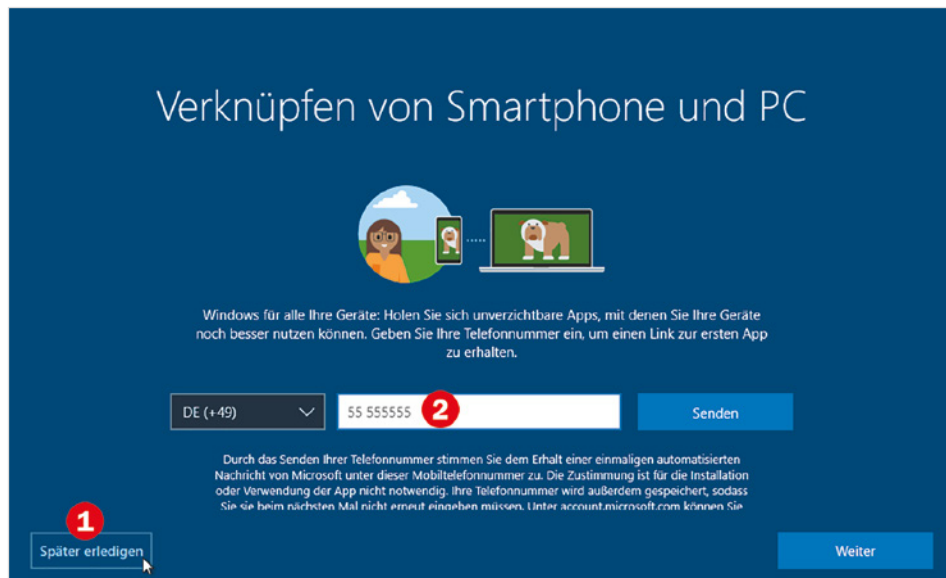 Verknüpfen von Smartphone und PC
Windows für alle Ihre Geräte: Holen Sie sich unverzichtbare Apps, mit denen Sie Ihre Geräte
noch besser nutzen können. Geben Sie Ihre Telefonnummer ein, um einen Link zur ersten App
zu erhalten.
DE (+49) 55 555555 2 Senden
Durch das Senden Ihrer Telefonnummer stimmen Sie dem Erhalt einer einmaligen automatisierten
Nachricht von Microsoft unter dieser Mobiltelefonnummer zu. Die Zustimmung ist für die Installation
oder Verwendung der App nicht notwendig. Ihre Telefonnummer wird außerdem gespeichert, sodass
Sie sie beim nächsten Mal nicht erneut eingeben müssen. Unter account.microsoft.com können Sie
1
Später erledigen Weiter